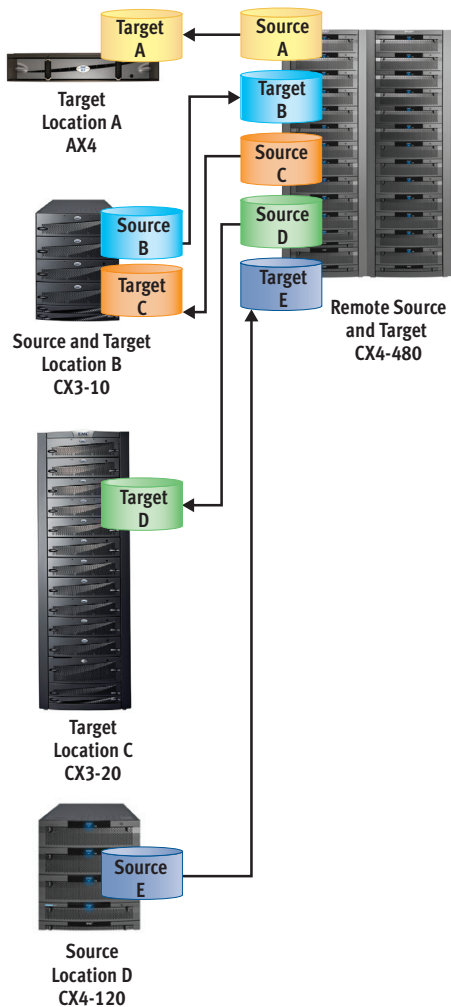 Target
A
Source
A
Target
Location A
AX4
Target
B
Source
C
Source
B
Source
D
Target
C
Target
E
Source and Target
Location B
CX3-10
Remote Source
and Target
CX4-480
Target
D
Target
Location C
CX3-20
Source
E
Source
Location D
CX4-120